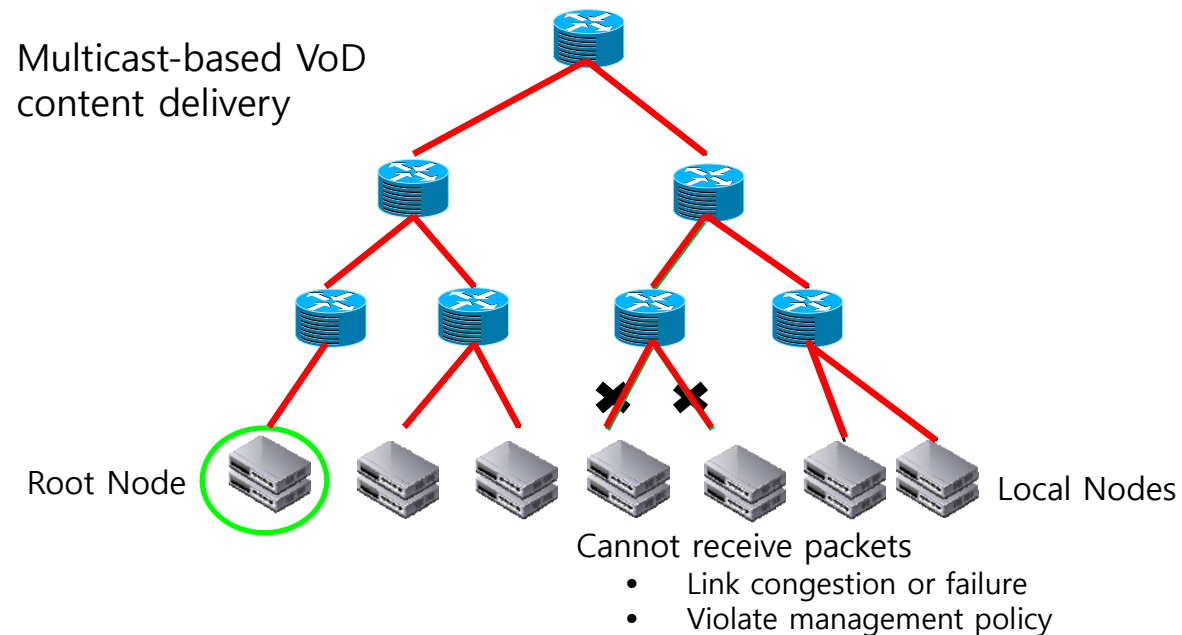 Multicast-based VoD
content delivery
Root Node
Local Nodes
Cannot receive packets
• Link congestion or failure
• Violate management policy